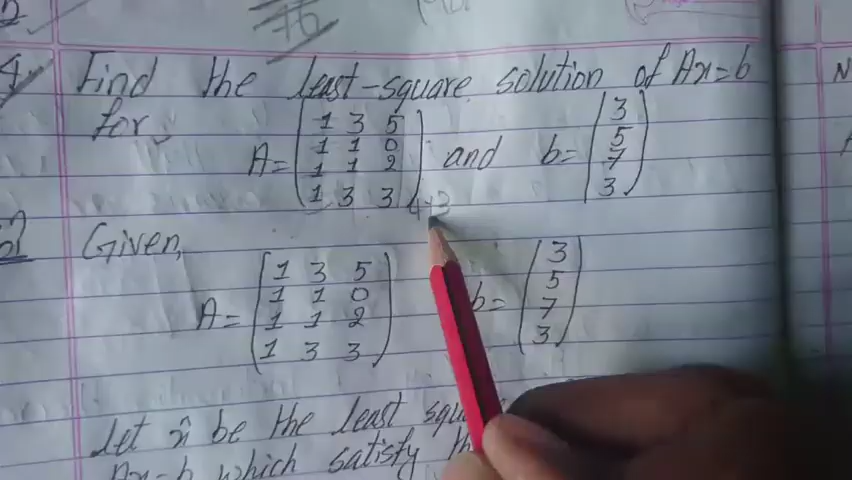 4. Find the least-square solution of Ax=b
for,
A = (1 3 5
1 1 0
1 1 2
1 3 3) 4×3 and b = (3
5
7
3)
Given,
A = [1 3 5
1 1 0
1 1 2
1 3 3] b = (3
5
7
3)
Let x̂ be the least squ
Ax=b which satisfy th